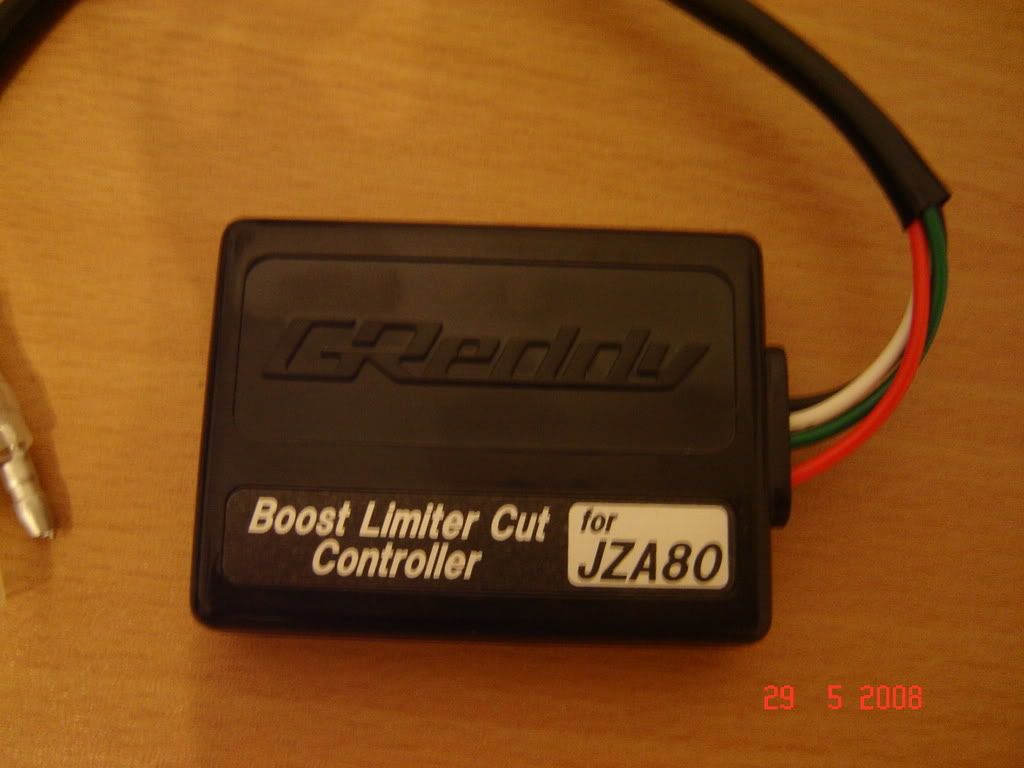 GReddy
Boost Limiter Cut
Controller
for
JZA80
29 5 2008